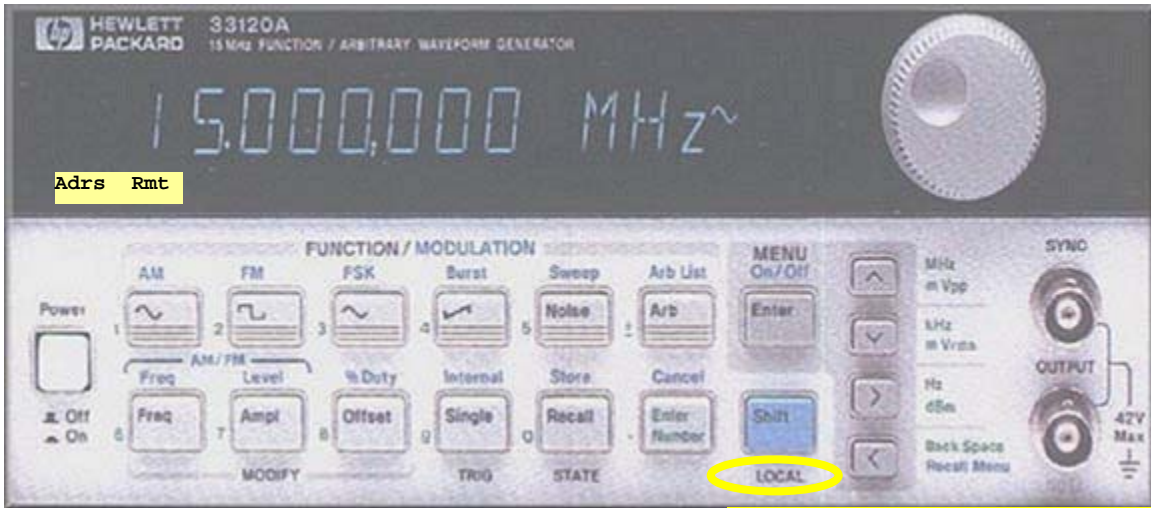 hp HEWLETT PACKARD 33120A
15 MHz FUNCTION / ARBITRARY WAVEFORM GENERATOR
15.000,000 MHz~
Adrs Rmt
FUNCTION / MODULATION
MENU
AM FM FSK Burst Sweep Arb List On/Off
Power
1 2 3 4 5 Noise ± Arb Enter
AM/FM
Freq Level % Duty Internal Store Cancel
6 Freq 7 Ampl 8 Offset 9 Single 0 Recall . Enter Number Shift
Off
On
MODIFY TRIG STATE LOCAL
MHz
m Vpp
kHz
m Vrms
Hz
dBm
Back Space
Recall Menu
SYNC
OUTPUT
42V
Max